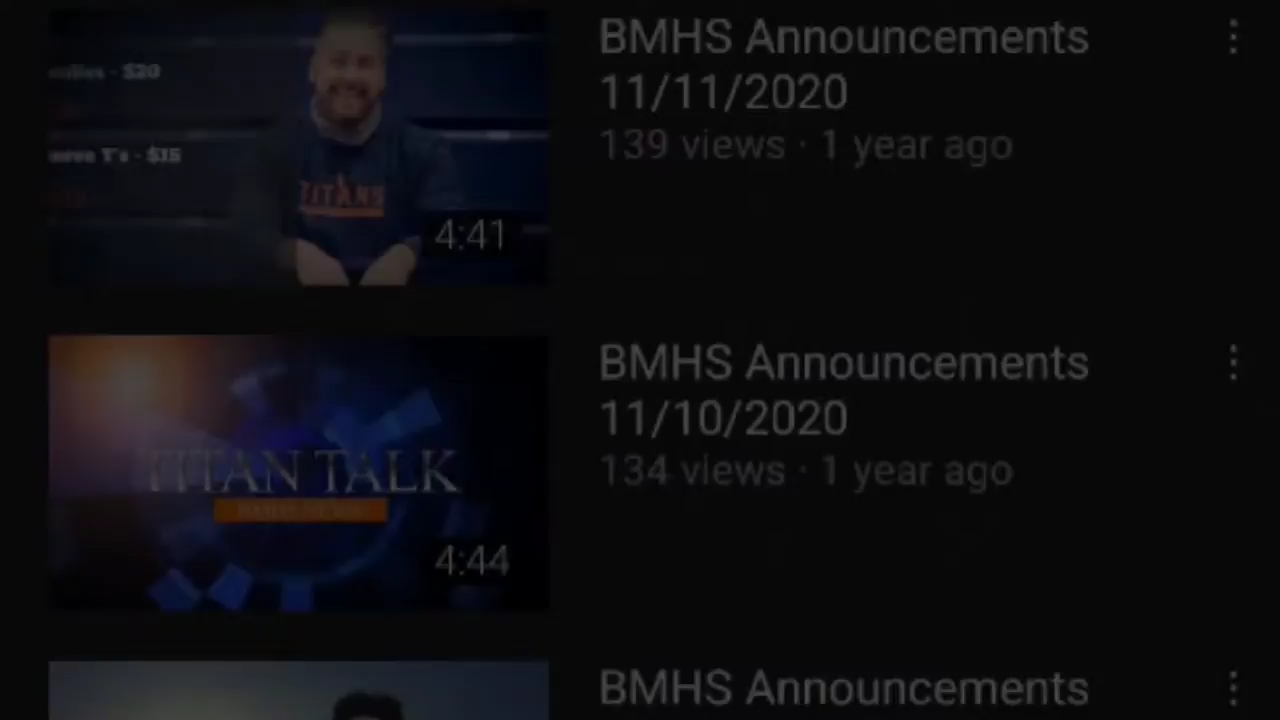 - $20
T's - $15
TITANS
4:41
BMHS Announcements
11/11/2020
139 views · 1 year ago
TITAN TALK
4:44
BMHS Announcements
11/10/2020
134 views · 1 year ago
BMHS Announcements